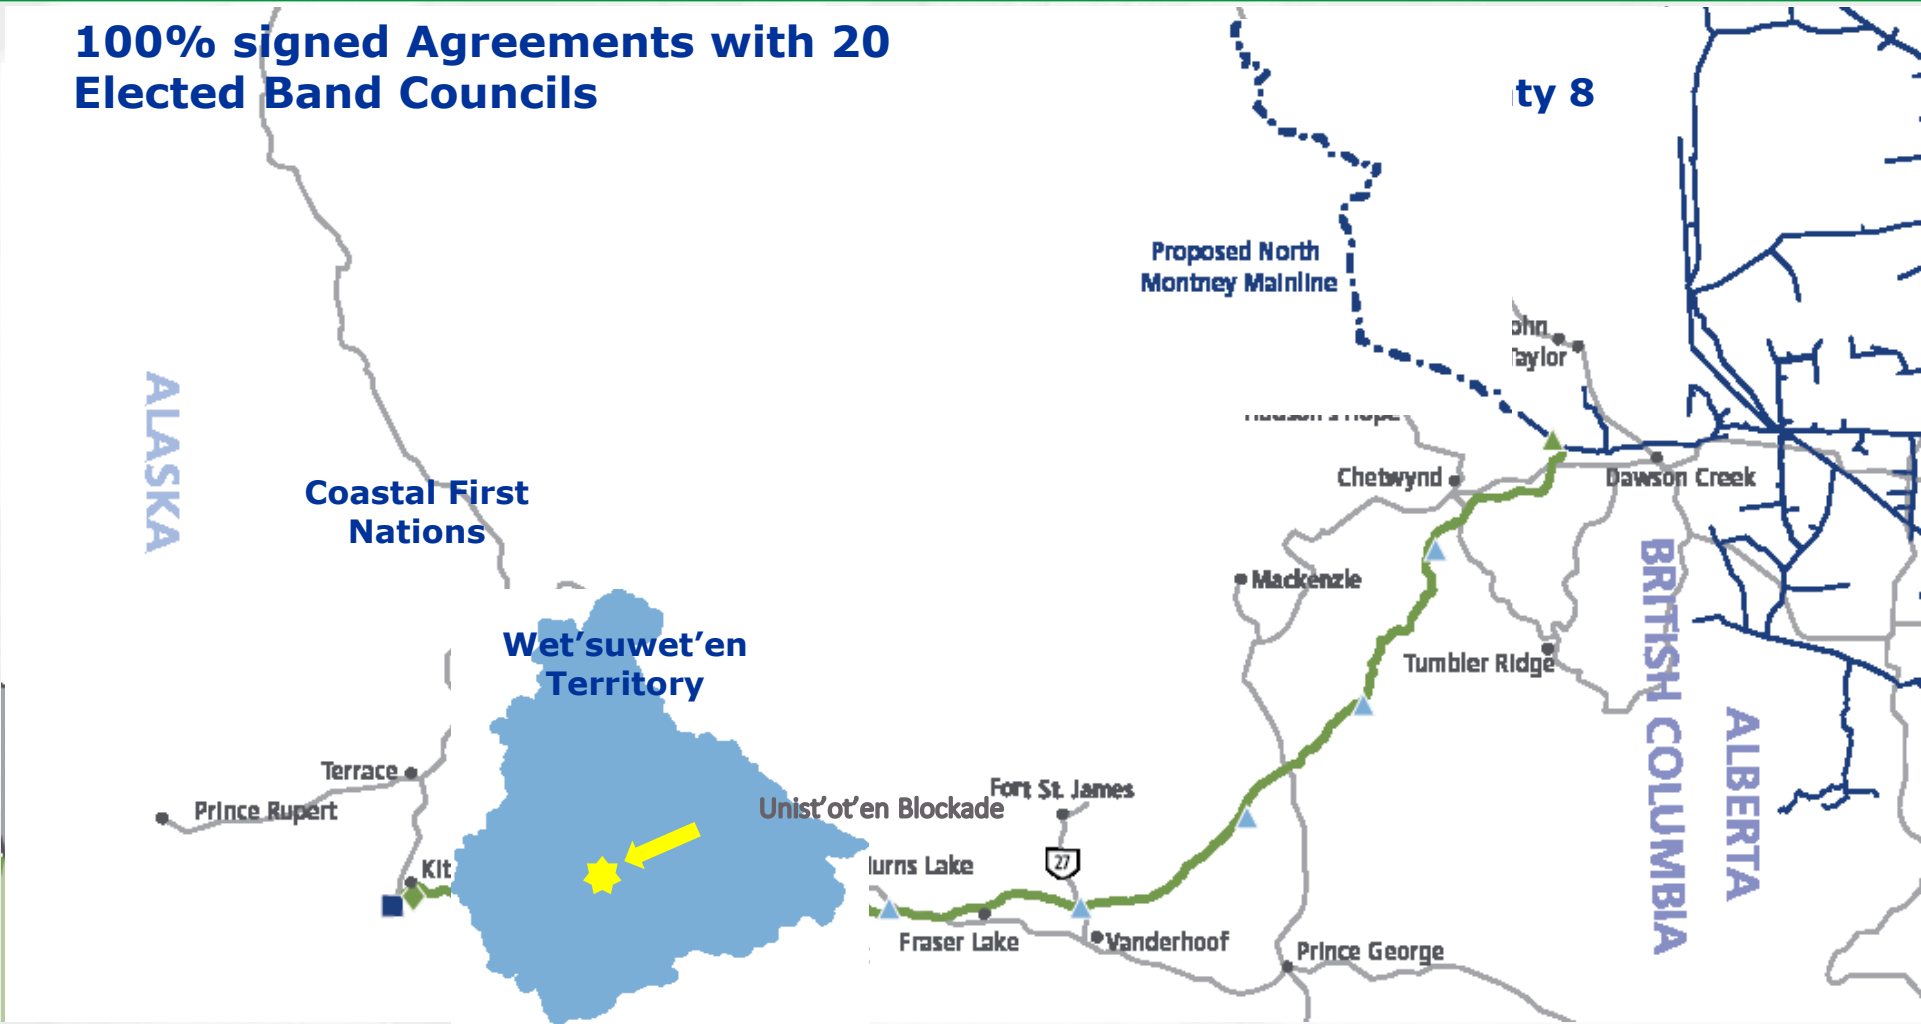 100% signed Agreements with 20
Elected Band Councils
ty 8
Proposed North
Montney Mainline
ohn
Taylor
Chetwynd
Dawson Creek
ALASKA
Coastal First
Nations
Mackenzie
BRITISH COLUMBIA
Wet’suwet’en
Territory
Tumbler Ridge
ALBERTA
Terrace
Fort St. James
Prince Rupert
Unist’ot’en Blockade
Kit
urns Lake
27
Fraser Lake
Vanderhoof
Prince George